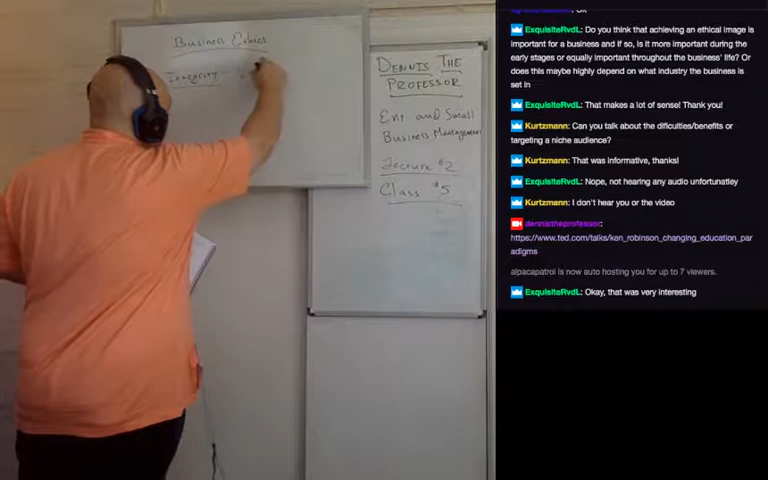 Business Ethics
Integrity -
DENNIS THE
PROFESSOR
Ent and Small
Business Management
Lecture #2
Class #5
ExquisiteRvdL: Do you think that achieving an ethical image is
important for a business and if so, is it more important during the
early stages or equally important throughout the business' life? Or
does this maybe highly depend on what industry the business is
set in
ExquisiteRvdL: That makes a lot of sense! Thank you!
Kurtzmann: Can you talk about the dificulties/benefits or
targeting a niche audience?
Kurtzmann: That was informative, thanks!
ExquisiteRvdL: Nope, not hearing any audio unfortunatley
Kurtzmann: I don't hear you or the video
dennistheprofessor:
https://www.ted.com/talks/ken_robinson_changing_education_par
adigms
alpacapatrol is now auto hosting you for up to 7 viewers.
ExquisiteRvdL: Okay, that was very interesting